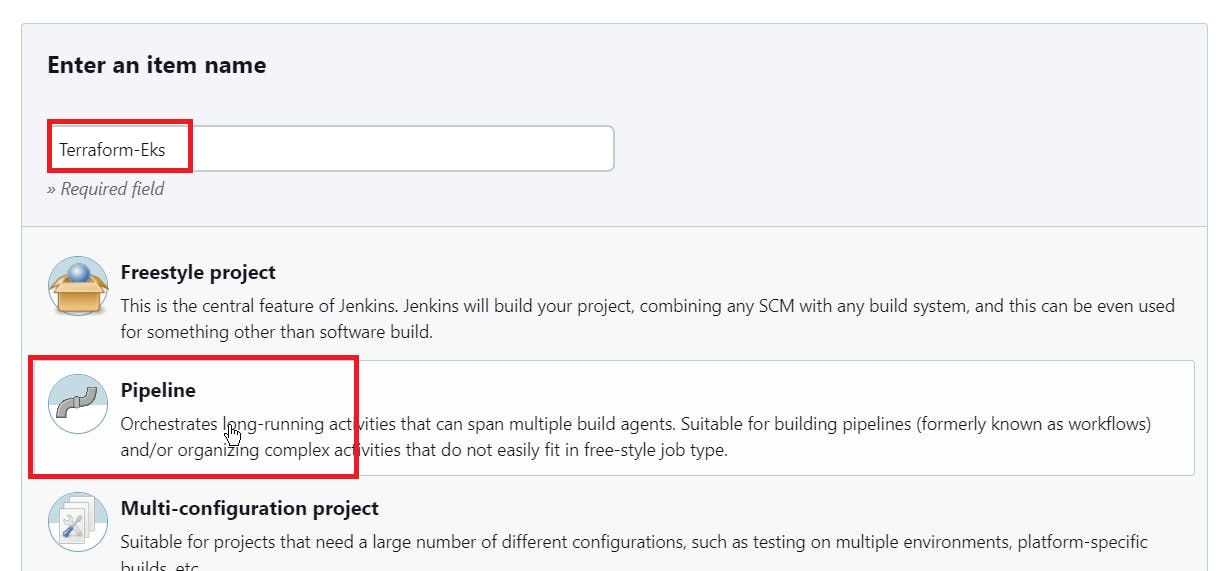 Enter an item name
Terraform-Eks
» Required field
Freestyle project
This is the central feature of Jenkins. Jenkins will build your project, combining any SCM with any build system, and this can be even used
for something other than software build.
Pipeline
Orchestrates long-running activities that can span multiple build agents. Suitable for building pipelines (formerly known as workflows)
and/or organizing complex activities that do not easily fit in free-style job type.
Multi-configuration project
Suitable for projects that need a large number of different configurations, such as testing on multiple environments, platform-specific
builds, etc.